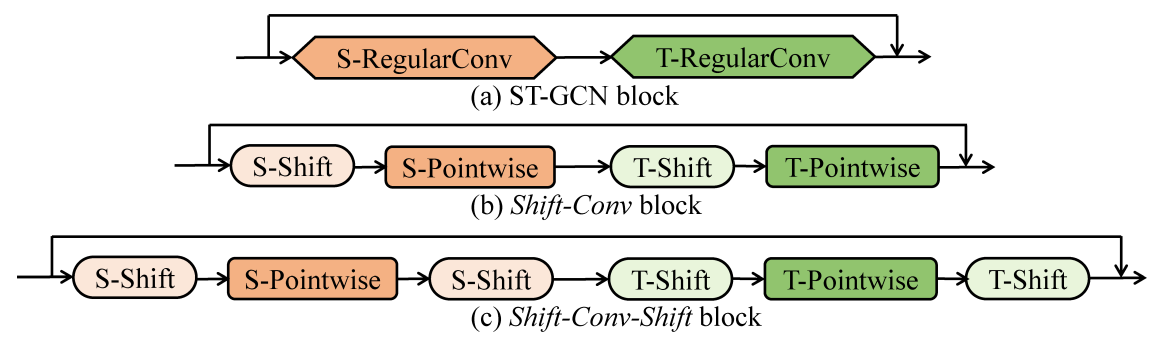 S-RegularConv T-RegularConv
(a) ST-GCN block
S-Shift S-Pointwise T-Shift T-Pointwise
(b) Shift-Conv block
S-Shift S-Pointwise S-Shift T-Shift T-Pointwise T-Shift
(c) Shift-Conv-Shift block